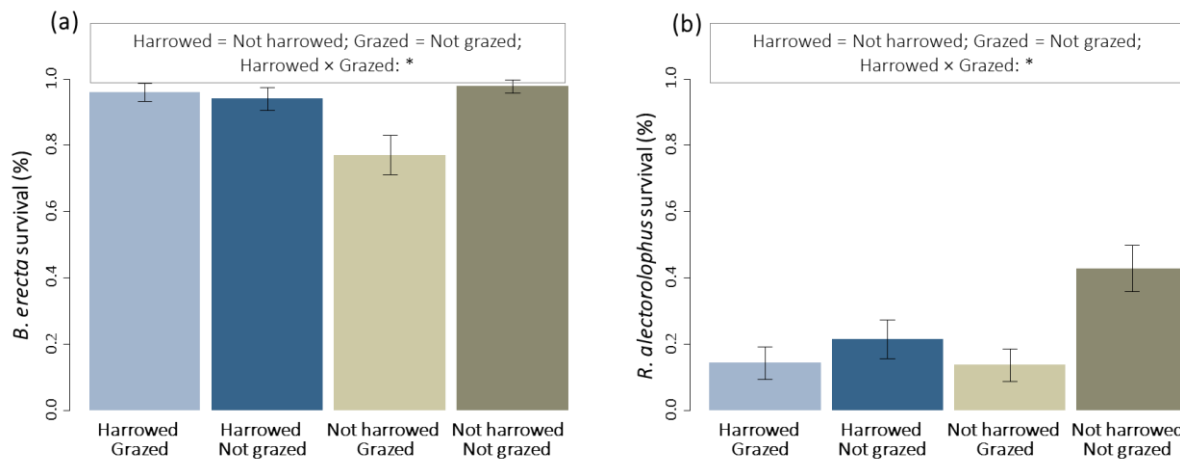 (a)
Harrowed = Not harrowed; Grazed = Not grazed;
Harrowed × Grazed: *
B. erecta survival (%)
1.0
0.8
0.6
0.4
0.2
0.0
Harrowed
Grazed
Harrowed
Not grazed
Not harrowed
Grazed
Not harrowed
Not grazed
(b)
Harrowed = Not harrowed; Grazed = Not grazed;
Harrowed × Grazed: *
R. alectorolophus survival (%)
1.0
0.8
0.6
0.4
0.2
0.0
Harrowed
Grazed
Harrowed
Not grazed
Not harrowed
Grazed
Not harrowed
Not grazed